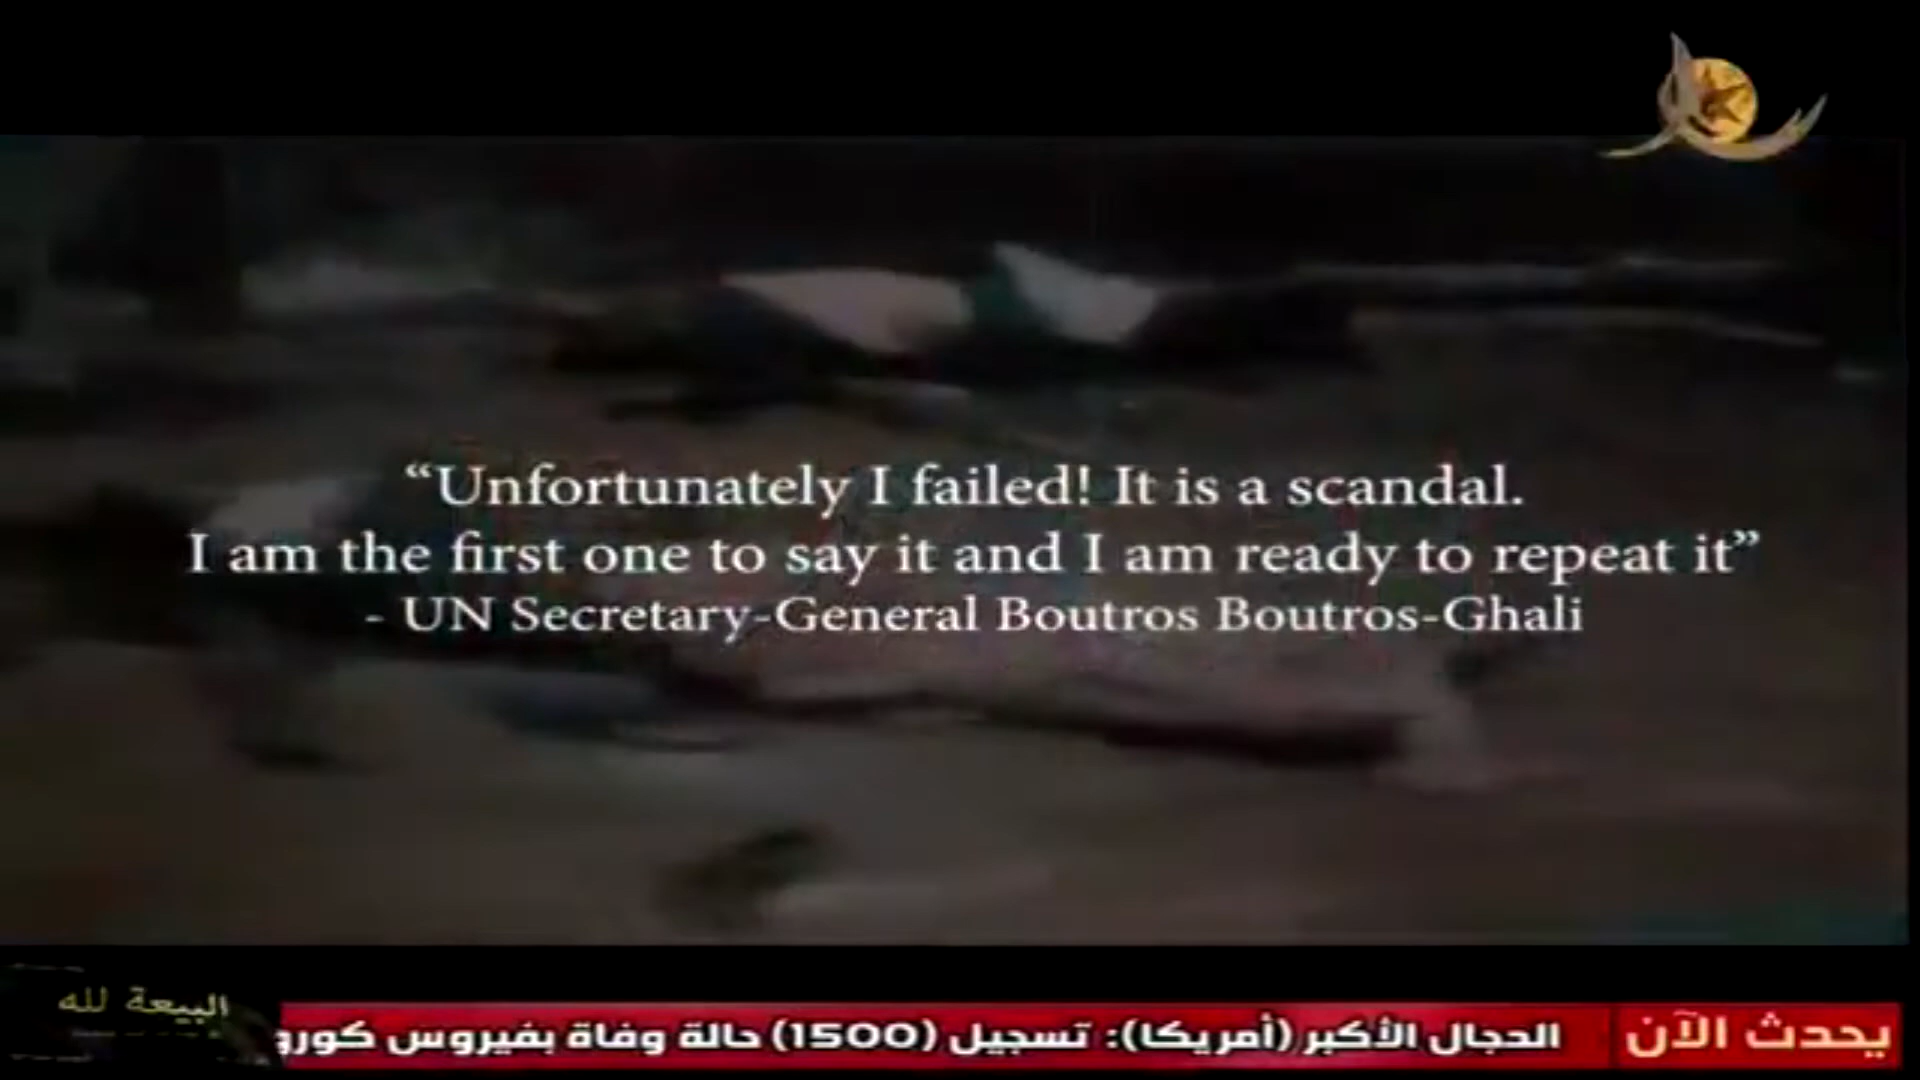 “Unfortunately I failed! It is a scandal.
I am the first one to say it and I am ready to repeat it”
- UN Secretary-General Boutros Boutros-Ghali
البيعة لله
يحدث الآن
الدجال الأكبر (أمريكا): تسجيل (1500) حالة وفاة بفيروس كورو